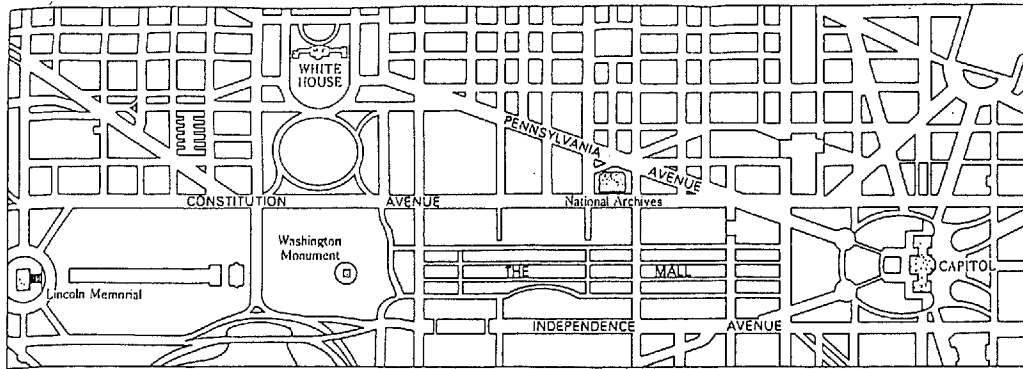 WHITE
HOUSE
PENNSYLVANIA
AVENUE
CONSTITUTION
AVENUE
National Archives
Washington
Monument
THE
MALL
CAPITOL
Lincoln Memorial
INDEPENDENCE
AVENUE